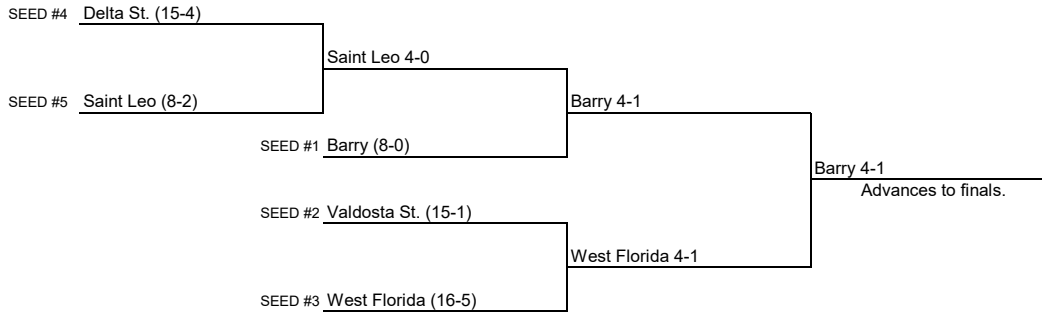 SEED #4 Delta St. (15-4)
Saint Leo 4-0
SEED #5 Saint Leo (8-2)
Barry 4-1
SEED #1 Barry (8-0)
Barry 4-1
Advances to finals.
SEED #2 Valdosta St. (15-1)
West Florida 4-1
SEED #3 West Florida (16-5)